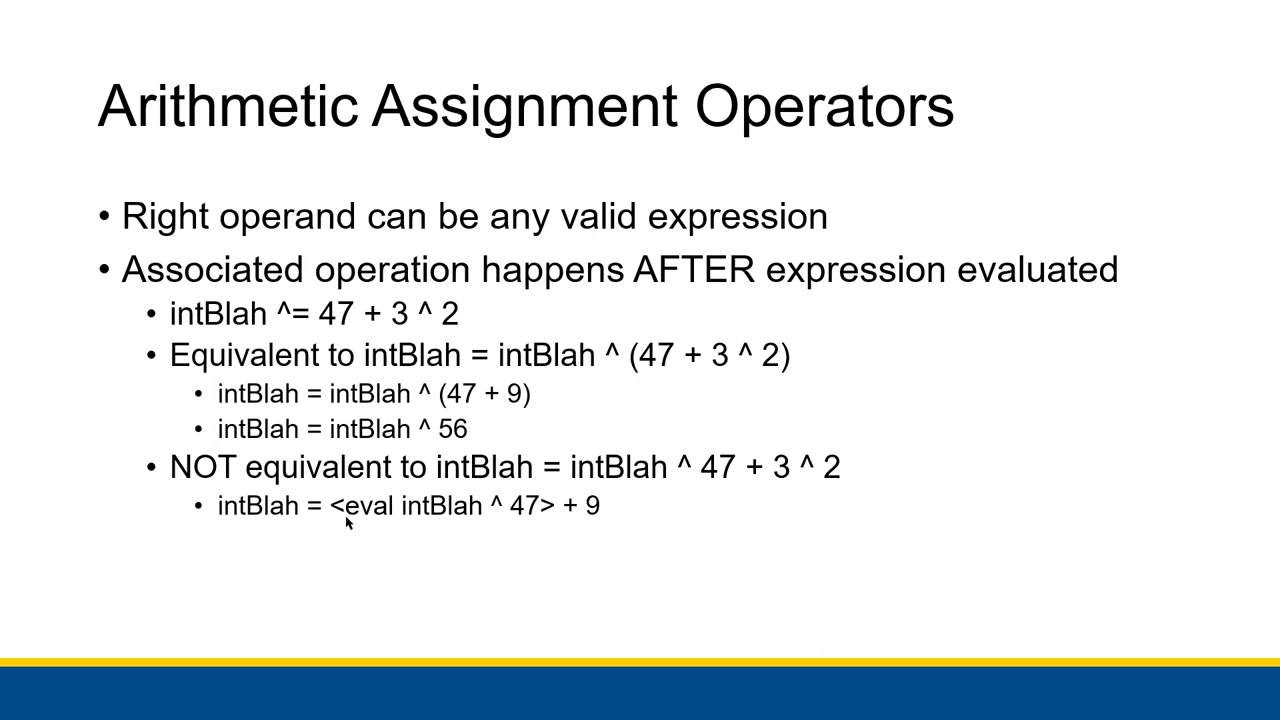 Arithmetic Assignment Operators
• Right operand can be any valid expression
• Associated operation happens AFTER expression evaluated
• intBlah ^= 47 + 3 ^ 2
• Equivalent to intBlah = intBlah ^ (47 + 3 ^ 2)
• intBlah = intBlah ^ (47 + 9)
• intBlah = intBlah ^ 56
• NOT equivalent to intBlah = intBlah ^ 47 + 3 ^ 2
• intBlah = <eval intBlah ^ 47> + 9